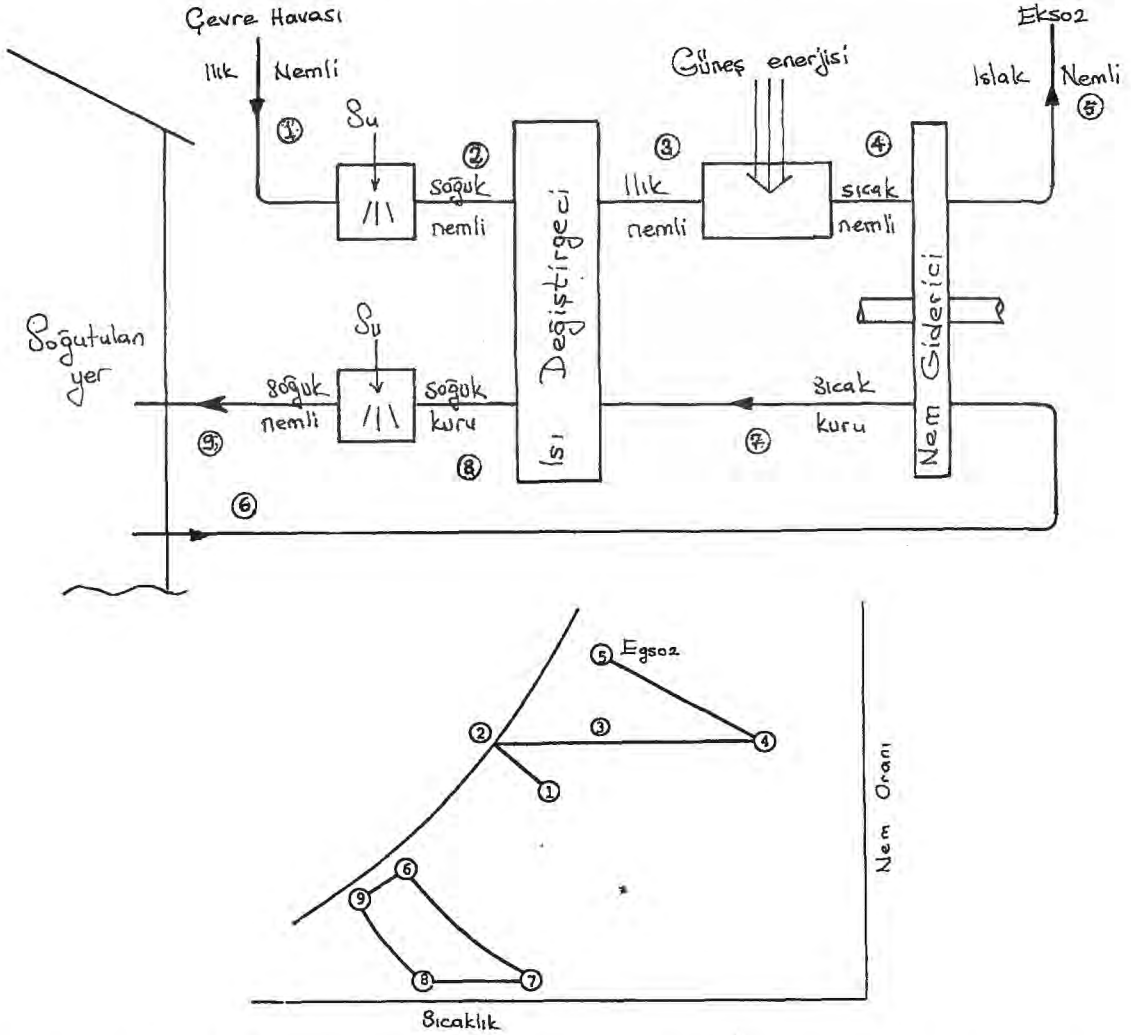 Çevre Havası
Ilık Nemli
①
Su
②
soğuk
nemli
Isı Değiştirgeci
③
Ilık
nemli
Güneş enerjisi
④
sıcak
nemli
Nem Giderici
Eksoz
Islak Nemli
⑤
Soğutulan
yer
soğuk
nemli
⑨
Su
soğuk
kuru
⑧
sıcak
kuru
⑦
⑥
⑤ Egsoz
② ③ ④
①
⑥
⑨
⑧ ⑦
Nem Oranı
Sıcaklık